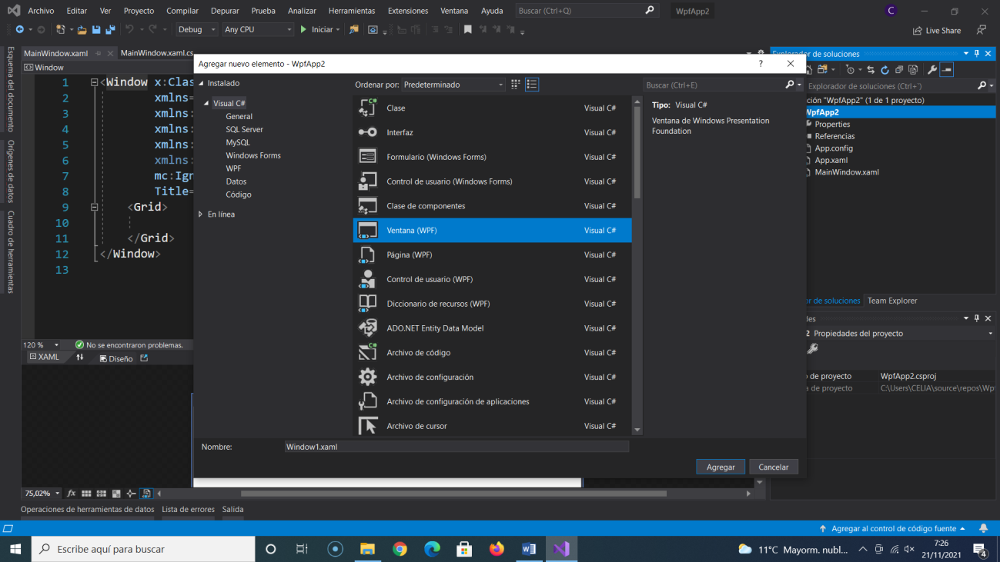 Archivo Editar Ver Proyecto Compilar Depurar Prueba Analizar Herramientas Extensiones Ventana Ayuda Buscar (Ctrl+Q) WpfApp2 C
Debug Any CPU Iniciar Live Share
Esquema del documento
Orígenes de datos
Cuadro de herramientas
MainWindow.xaml MainWindow.xaml.cs
Window
1 <Window x:Clas
2 xmlns=
3 xmlns:
4 xmlns:
5 xmlns:
6 xmlns:
7 mc:Ign
8 Title=
9 <Grid>
10
11 </Grid>
12 </Window>
13
120 % No se encontraron problemas.
XAML Diseño
75,02% fx
Agregar nuevo elemento - WpfApp2 ?
Instalado
Visual C#
General
SQL Server
MySQL
Windows Forms
WPF
Datos
Código
En línea
Ordenar por: Predeterminado
Clase Visual C#
Interfaz Visual C#
Formulario (Windows Forms) Visual C#
Control de usuario (Windows Forms) Visual C#
Clase de componentes Visual C#
Ventana (WPF) Visual C#
Página (WPF) Visual C#
Control de usuario (WPF) Visual C#
Diccionario de recursos (WPF) Visual C#
ADO.NET Entity Data Model Visual C#
Archivo de código Visual C#
Archivo de configuración Visual C#
Archivo de configuración de aplicaciones Visual C#
Archivo de cursor Visual C#
Buscar (Ctrl+E)
Tipo: Visual C#
Ventana de Windows Presentation
Foundation
Nombre: Window1.xaml
Agregar Cancelar
Explorador de soluciones
Explorador de soluciones (Ctrl+`)
ción "WpfApp2" (1 de 1 proyecto)
WpfApp2
Properties
Referencias
App.config
App.xaml
MainWindow.xaml
or de soluciones Team Explorer
les
2 Propiedades del proyecto
o de proyecto WpfApp2.csproj
a de proyecto C:\Users\CELIA\source\repos\Wpf
Operaciones de herramientas de datos Lista de errores Salida
Agregar al control de código fuente
Escribe aquí para buscar
11°C Mayorm. nubl...
7:26
21/11/2021
4